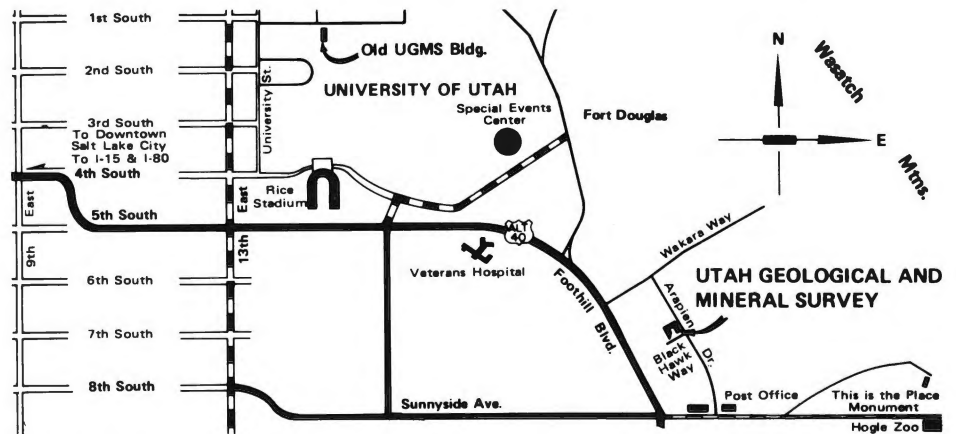 1st South
Old UGMS Bldg.
2nd South
University St.
UNIVERSITY OF UTAH
Special Events
Center
Fort Douglas
N
E
Wasatch
Mtns.
3rd South
To Downtown
Salt Lake City
To I-15 & I-80
4th South
Rice
Stadium
East
9th
East
13th
5th South
ALT
40
Veterans Hospital
Foothill Blvd.
Wakara Way
6th South
UTAH GEOLOGICAL AND
MINERAL SURVEY
Arapien Dr.
Black
Hawk
Way
7th South
8th South
Sunnyside Ave.
Post Office
This is the Place
Monument
Hogle Zoo